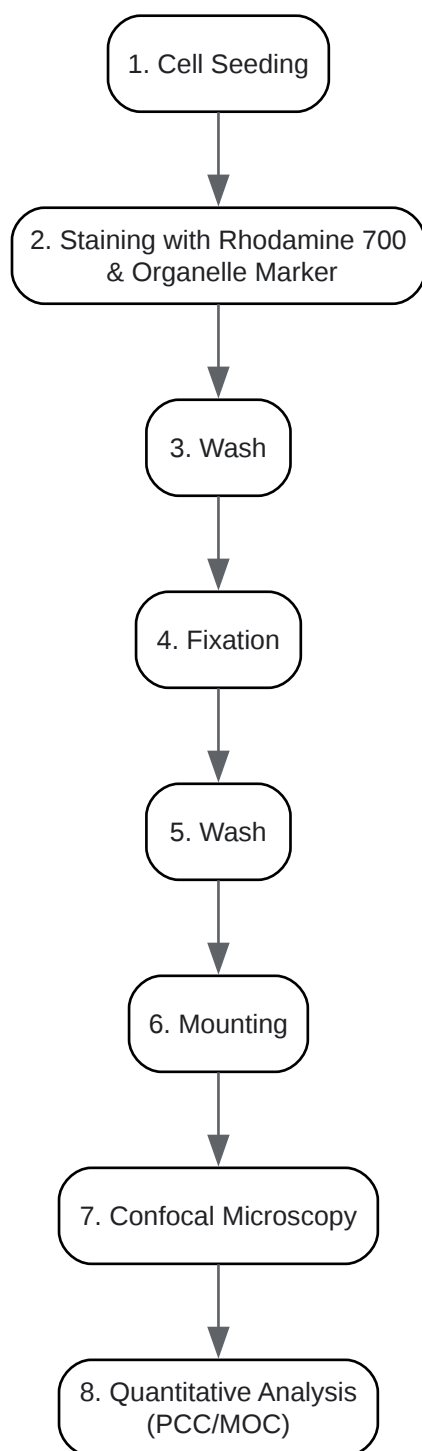 1. Cell Seeding
2. Staining with Rhodamine 700
& Organelle Marker
3. Wash
4. Fixation
5. Wash
6. Mounting
7. Confocal Microscopy
8. Quantitative Analysis
(PCC/MOC)